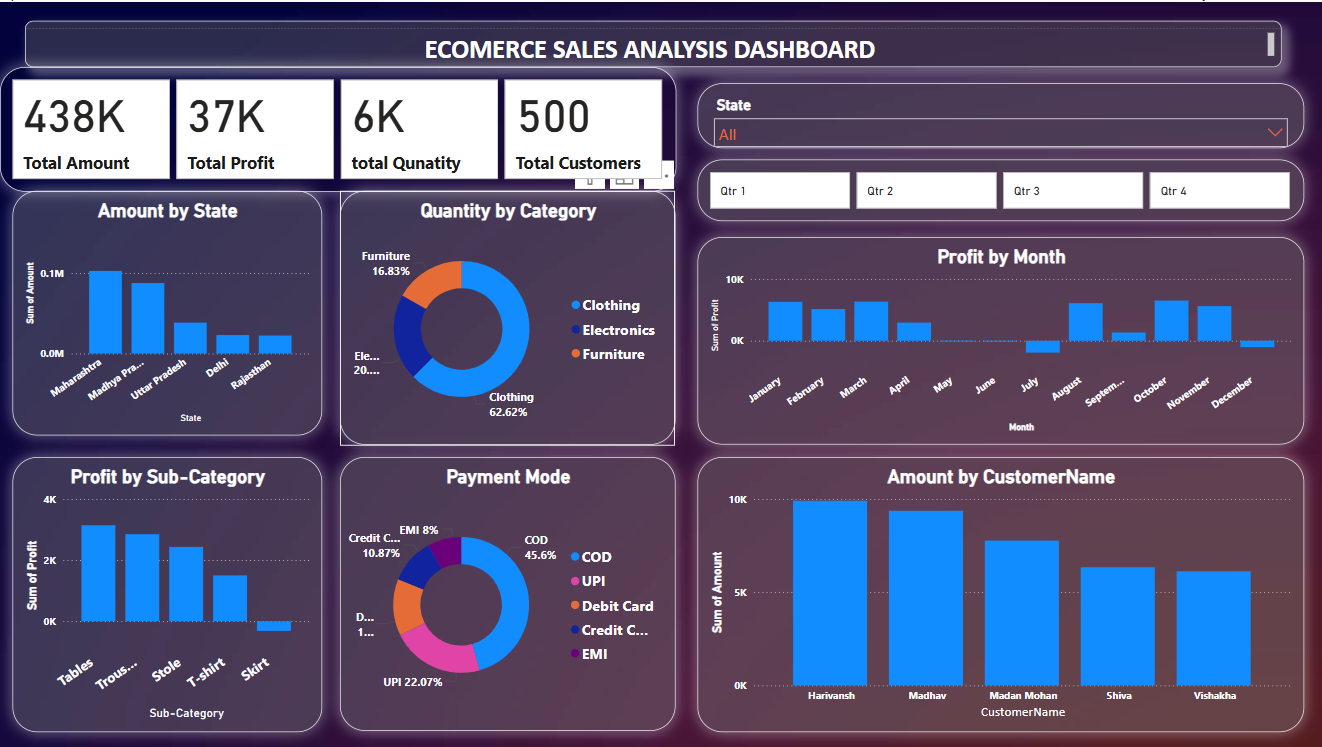 ECOMERCE SALES ANALYSIS DASHBOARD
438K
Total Amount
37K
Total Profit
6K
total Qunatity
500
Total Customers
State
All
Qtr 1
Qtr 2
Qtr 3
Qtr 4
Amount by State
Sum of Amount
0.1M
0.0M
Maharashtra
Madhya Pra...
Uttar Pradesh
Delhi
Rajasthan
State
Quantity by Category
Furniture
16.83%
Ele...
20....
Clothing
62.62%
Clothing
Electronics
Furniture
Profit by Month
Sum of Profit
10K
0K
January
February
March
April
May
June
July
August
Septem...
October
November
December
Month
Profit by Sub-Category
Sum of Profit
4K
2K
0K
Tables
Trous...
Stole
T-shirt
Skirt
Sub-Category
Payment Mode
EMI 8%
Credit C...
10.87%
D...
1...
UPI 22.07%
COD
45.6%
COD
UPI
Debit Card
Credit C...
EMI
Amount by CustomerName
Sum of Amount
10K
5K
0K
Harivansh
Madhav
Madan Mohan
Shiva
Vishakha
CustomerName